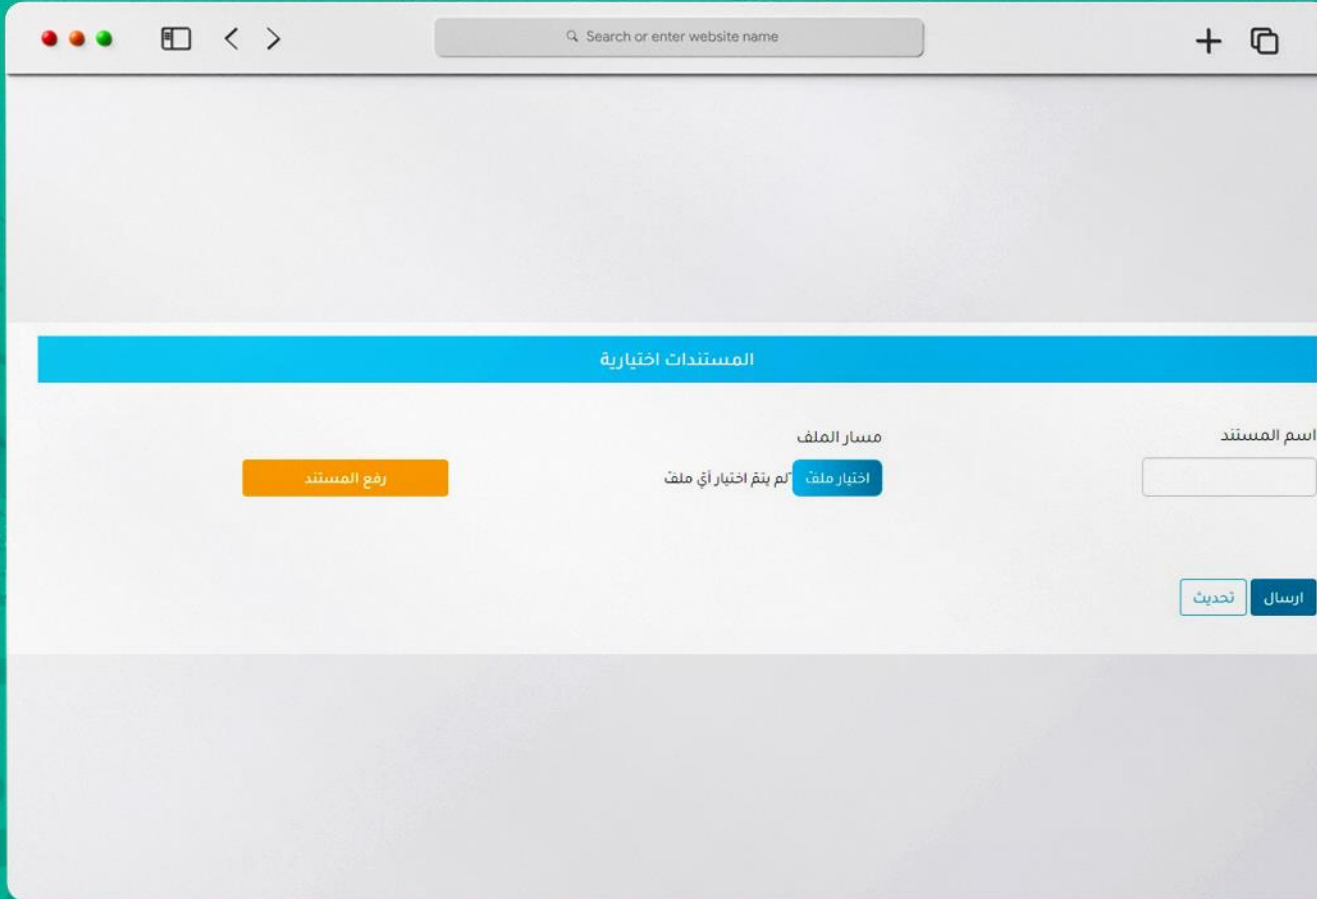 Search or enter website name
المستندات اختيارية
اسم المستند
مسار الملف
اختيار ملف لم يتمّ اختيار أيّ ملف
رفع المستند
ارسال
تحديث